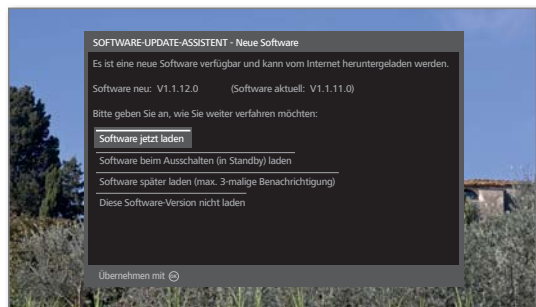 SOFTWARE-UPDATE-ASSISTENT - Neue Software
Es ist eine neue Software verfügbar und kann vom Internet heruntergeladen werden.
Software neu: V1.1.12.0 (Software aktuell: V1.1.11.0)
Bitte geben Sie an, wie Sie weiter verfahren möchten:
Software jetzt laden
Software beim Ausschalten (in Standby) laden
Software später laden (max. 3-malige Benachrichtigung)
Diese Software-Version nicht laden
Übernehmen mit OK